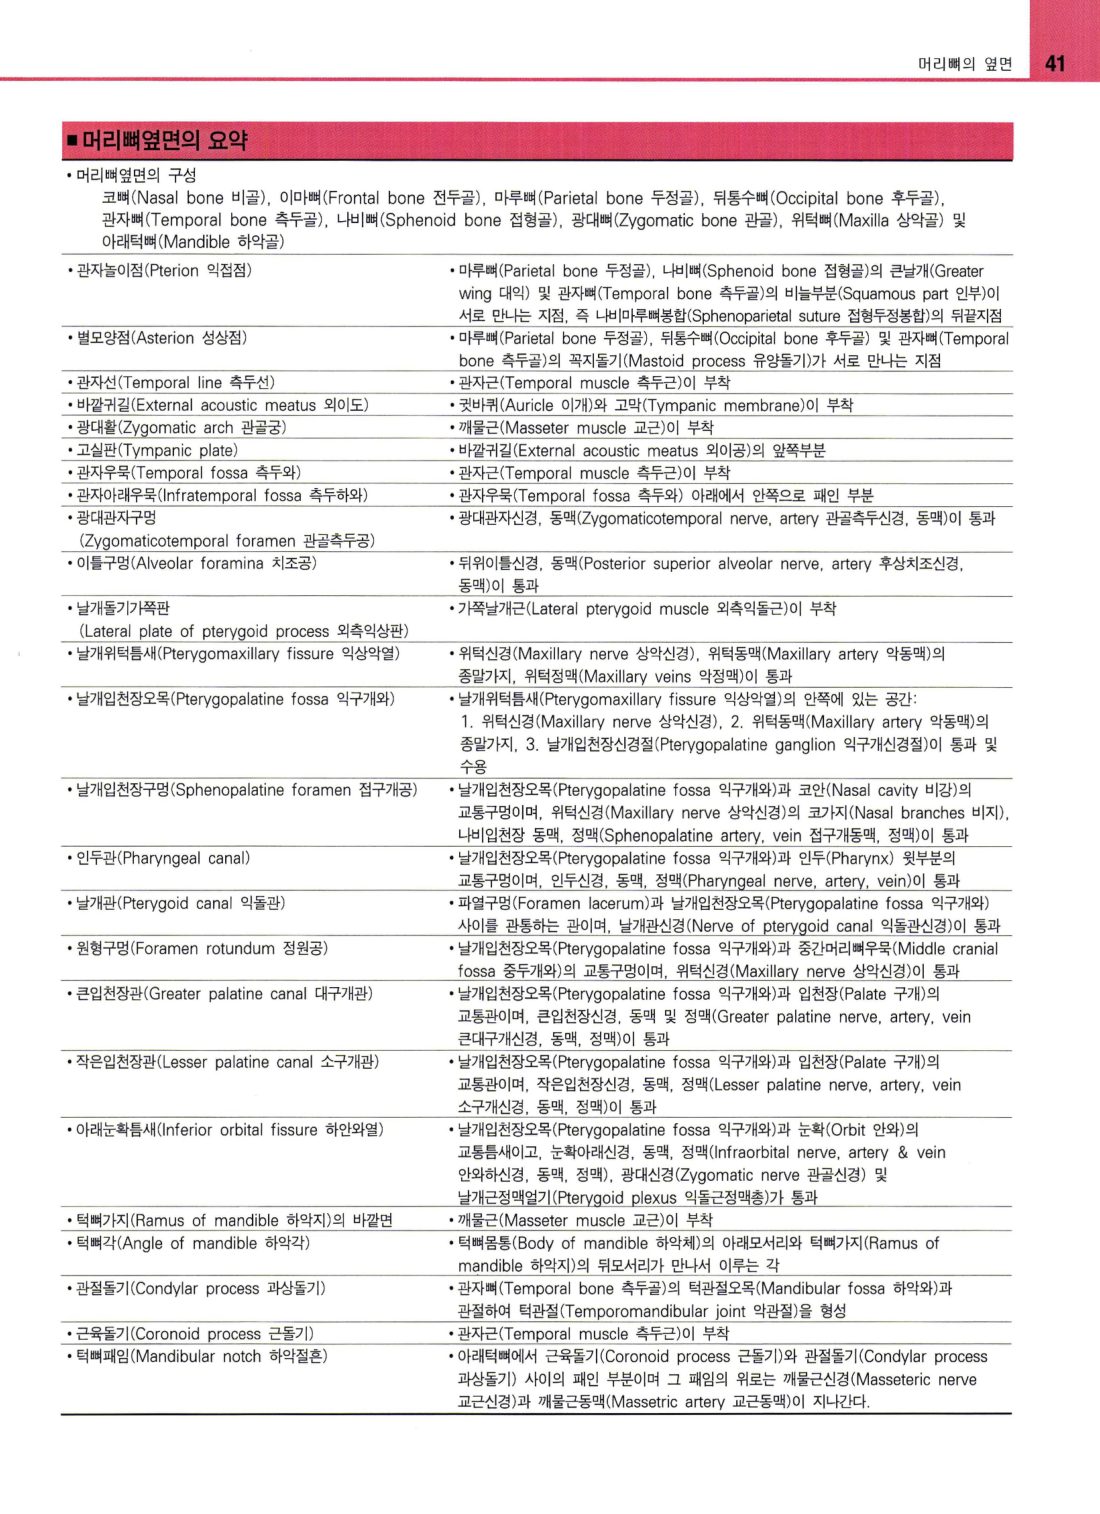 머리뼈의 옆면 41
■ 머리뼈옆면의 요약
• 머리뼈옆면의 구성
코뼈(Nasal bone 비골), 이마뼈(Frontal bone 전두골), 마루뼈(Parietal bone 두정골), 뒤통수뼈(Occipital bone 후두골),
관자뼈(Temporal bone 측두골), 나비뼈(Sphenoid bone 접형골), 광대뼈(Zygomatic bone 관골), 위턱뼈(Maxilla 상악골) 및
아래턱뼈(Mandible 하악골)
• 관자놀이점(Pterion 익접점)
• 마루뼈(Parietal bone 두정골), 나비뼈(Sphenoid bone 접형골)의 큰날개(Greater
wing 대익) 및 관자뼈(Temporal bone 측두골)의 비늘부분(Squamous part 인부)이
서로 만나는 지점, 즉 나비마루뼈봉합(Sphenoparietal suture 접형두정봉합)의 뒤끝지점
• 별모양점(Asterion 성상점)
• 마루뼈(Parietal bone 두정골), 뒤통수뼈(Occipital bone 후두골) 및 관자뼈(Temporal
bone 측두골)의 꼭지돌기(Mastoid process 유양돌기)가 서로 만나는 지점
• 관자선(Temporal line 측두선)
• 관자근(Temporal muscle 측두근)이 부착
• 바깥귀길(External acoustic meatus 외이도)
• 귓바퀴(Auricle 이개)와 고막(Tympanic membrane)이 부착
• 광대활(Zygomatic arch 관골궁)
• 깨물근(Masseter muscle 교근)이 부착
• 고실판(Tympanic plate)
• 바깥귀길(External acoustic meatus 외이공)의 앞쪽부분
• 관자우묵(Temporal fossa 측두와)
• 관자근(Temporal muscle 측두근)이 부착
• 관자아래우묵(Infratemporal fossa 측두하와)
• 관자우묵(Temporal fossa 측두와) 아래에서 안쪽으로 패인 부분
• 광대관자구멍
(Zygomaticotemporal foramen 관골측두공)
• 광대관자신경, 동맥(Zygomaticotemporal nerve, artery 관골측두신경, 동맥)이 통과
• 이틀구멍(Alveolar foramina 치조공)
• 뒤위이틀신경, 동맥(Posterior superior alveolar nerve, artery 후상치조신경,
동맥)이 통과
• 날개돌기가쪽판
(Lateral plate of pterygoid process 외측익상판)
• 가쪽날개근(Lateral pterygoid muscle 외측익돌근)이 부착
• 날개위턱틈새(Pterygomaxillary fissure 익상악열)
• 위턱신경(Maxillary nerve 상악신경), 위턱동맥(Maxillary artery 악동맥)의
종말가지, 위턱정맥(Maxillary veins 악정맥)이 통과
• 날개입천장오목(Pterygopalatine fossa 익구개와)
• 날개위턱틈새(Pterygomaxillary fissure 익상악열)의 안쪽에 있는 공간:
1. 위턱신경(Maxillary nerve 상악신경), 2. 위턱동맥(Maxillary artery 악동맥)의
종말가지, 3. 날개입천장신경절(Pterygopalatine ganglion 익구개신경절)이 통과 및
수용
• 날개입천장구멍(Sphenopalatine foramen 접구개공)
• 날개입천장오목(Pterygopalatine fossa 익구개와)과 코안(Nasal cavity 비강)의
교통구멍이며, 위턱신경(Maxillary nerve 상악신경)의 코가지(Nasal branches 비지),
나비입천장 동맥, 정맥(Sphenopalatine artery, vein 접구개동맥, 정맥)이 통과
• 인두관(Pharyngeal canal)
• 날개입천장오목(Pterygopalatine fossa 익구개와)과 인두(Pharynx) 윗부분의
교통구멍이며, 인두신경, 동맥, 정맥(Pharyngeal nerve, artery, vein)이 통과
• 날개관(Pterygoid canal 익돌관)
• 파열구멍(Foramen lacerum)과 날개입천장오목(Pterygopalatine fossa 익구개와)
사이를 관통하는 관이며, 날개관신경(Nerve of pterygoid canal 익돌관신경)이 통과
• 원형구멍(Foramen rotundum 정원공)
• 날개입천장오목(Pterygopalatine fossa 익구개와)과 중간머리뼈우묵(Middle cranial
fossa 중두개와)의 교통구멍이며, 위턱신경(Maxillary nerve 상악신경)이 통과
• 큰입천장관(Greater palatine canal 대구개관)
• 날개입천장오목(Pterygopalatine fossa 익구개와)과 입천장(Palate 구개)의
교통관이며, 큰입천장신경, 동맥 및 정맥(Greater palatine nerve, artery, vein
큰대구개신경, 동맥, 정맥)이 통과
• 작은입천장관(Lesser palatine canal 소구개관)
• 날개입천장오목(Pterygopalatine fossa 익구개와)과 입천장(Palate 구개)의
교통관이며, 작은입천장신경, 동맥, 정맥(Lesser palatine nerve, artery, vein
소구개신경, 동맥, 정맥)이 통과
• 아래눈확틈새(Inferior orbital fissure 하안와열)
• 날개입천장오목(Pterygopalatine fossa 익구개와)과 눈확(Orbit 안와)의
교통틈새이고, 눈확아래신경, 동맥, 정맥(Infraorbital nerve, artery & vein
안와하신경, 동맥, 정맥), 광대신경(Zygomatic nerve 관골신경) 및
날개근정맥얼기(Pterygoid plexus 익돌근정맥총)가 통과
• 턱뼈가지(Ramus of mandible 하악지)의 바깥면
• 깨물근(Masseter muscle 교근)이 부착
• 턱뼈각(Angle of mandible 하악각)
• 턱뼈몸통(Body of mandible 하악체)의 아래모서리와 턱뼈가지(Ramus of
mandible 하악지)의 뒤모서리가 만나서 이루는 각
• 관절돌기(Condylar process 과상돌기)
• 관자뼈(Temporal bone 측두골)의 턱관절오목(Mandibular fossa 하악와)과
관절하여 턱관절(Temporomandibular joint 악관절)을 형성
• 근육돌기(Coronoid process 근돌기)
• 관자근(Temporal muscle 측두근)이 부착
• 턱뼈패임(Mandibular notch 하악절흔)
• 아래턱뼈에서 근육돌기(Coronoid process 근돌기)와 관절돌기(Condylar process
과상돌기) 사이의 패인 부분이며 그 패임의 위로는 깨물근신경(Masseteric nerve
교근신경)과 깨물근동맥(Massetric artery 교근동맥)이 지나간다.